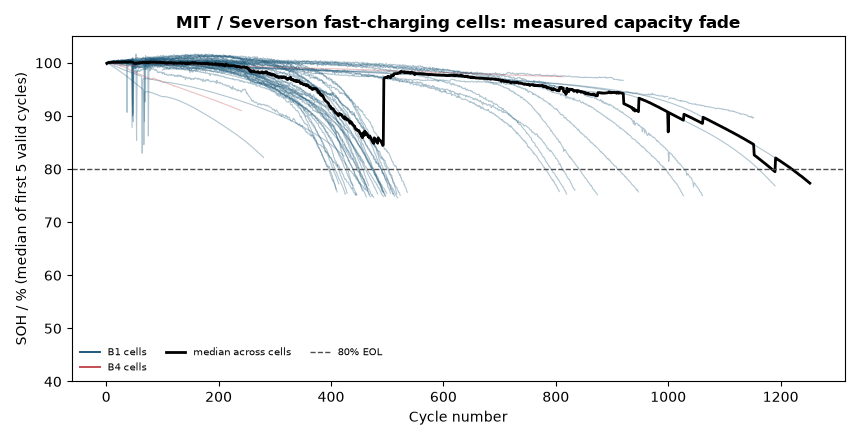 MIT / Severson fast-charging cells: measured capacity fade
SOH / % (median of first 5 valid cycles)
100
90
80
70
60
50
40
B1 cells
B4 cells
median across cells
80% EOL
0 200 400 600 800 1000 1200
Cycle number